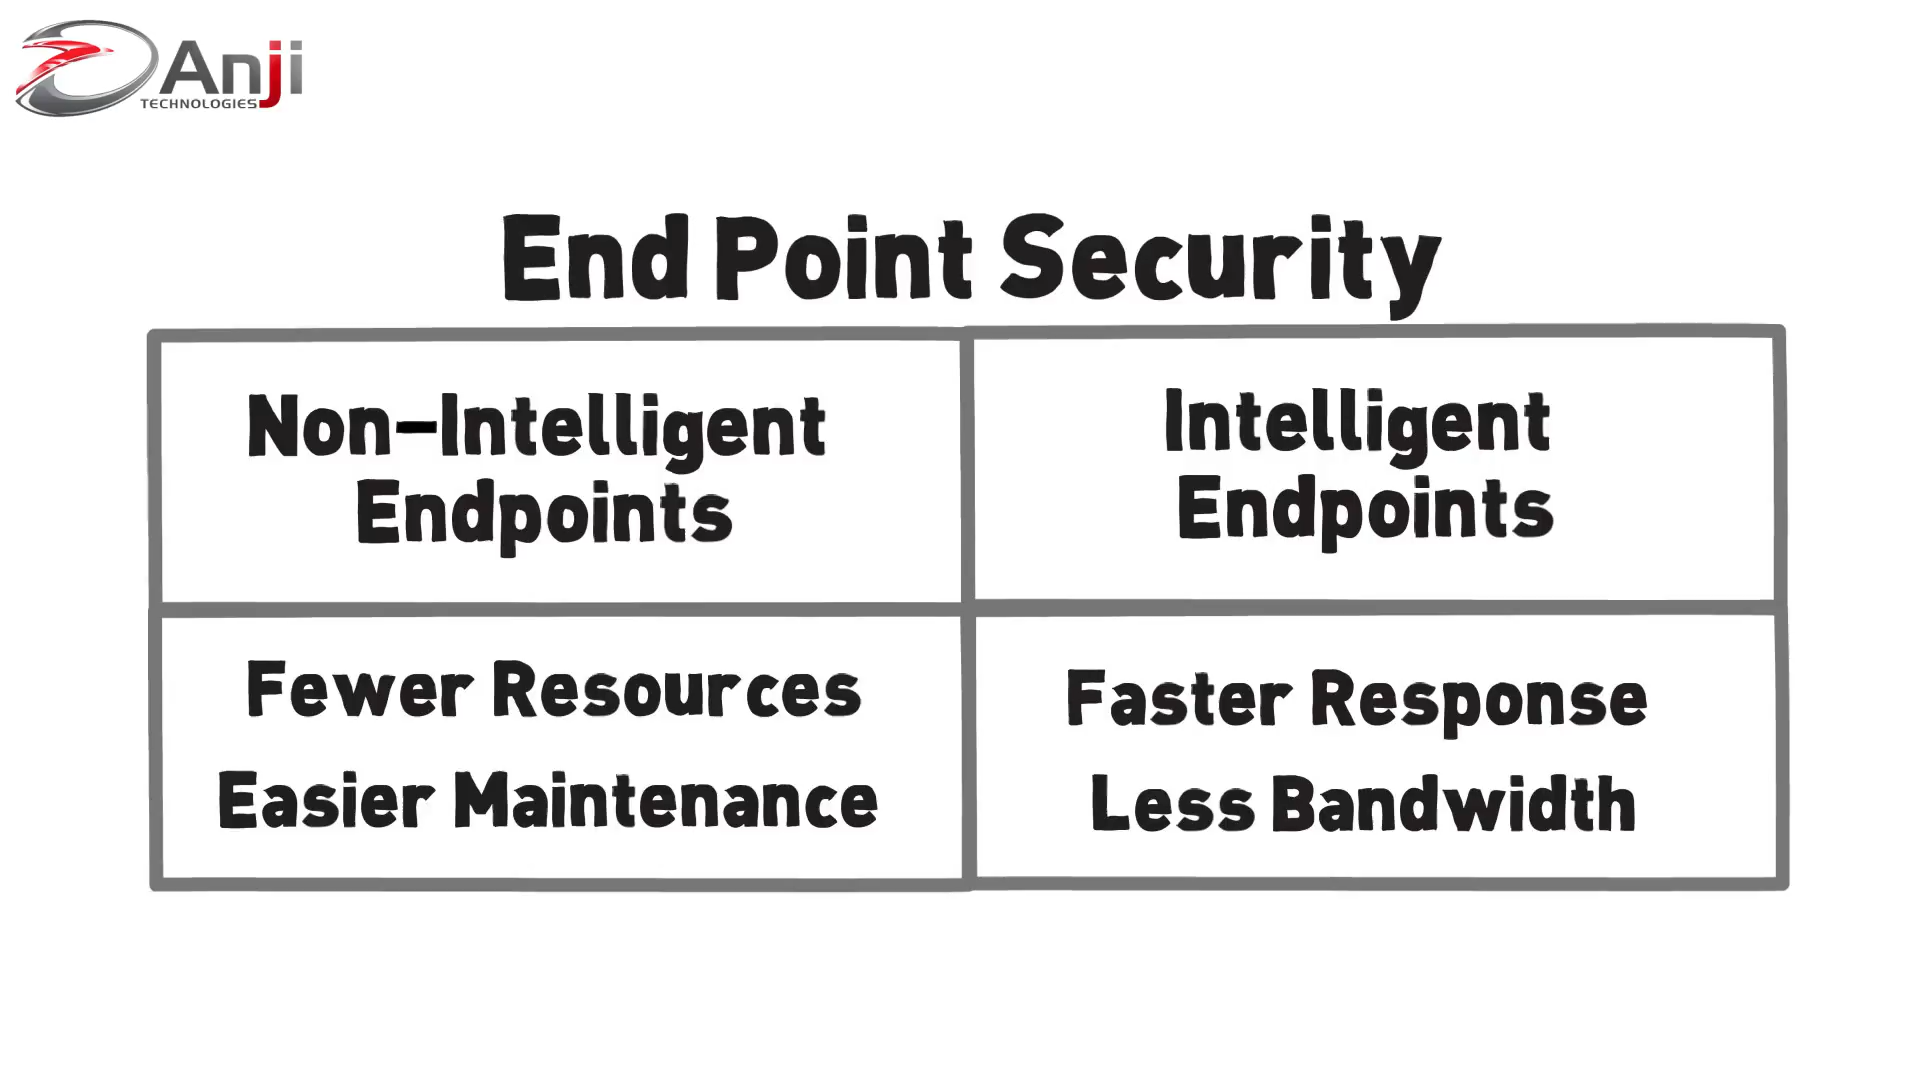 Anji
TECHNOLOGIES
End Point Security
Non-Intelligent
Endpoints
Intelligent
Endpoints
Fewer Resources
Easier Maintenance
Faster Response
Less Bandwidth